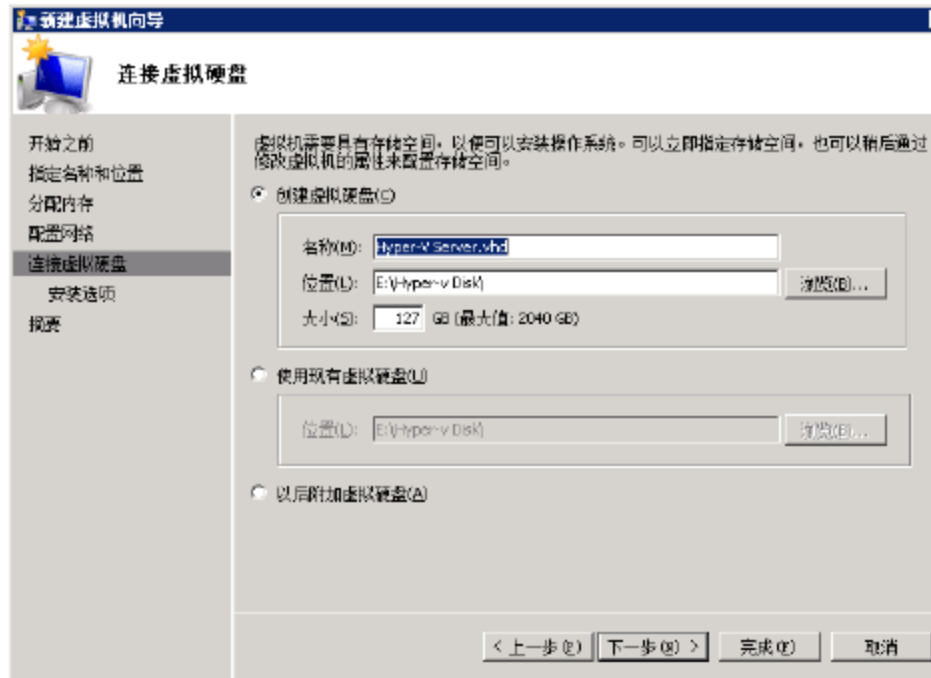 新建虚拟机向导
连接虚拟硬盘
开始之前
指定名称和位置
分配内存
配置网络
连接虚拟硬盘
安装选项
摘要
虚拟机需要具有存储空间，以便可以安装操作系统。可以立即指定存储空间，也可以稍后通过
修改虚拟机的属性来配置存储空间。
创建虚拟硬盘(C)
名称(M): Hyper-V Server.vhd
位置(L): E:\Hyper-v Disk\ 浏览(B)...
大小(S): 127 GB (最大值: 2040 GB)
使用现有虚拟硬盘(U)
位置(L): E:\Hyper-v Disk\ 浏览(B)...
以后附加虚拟硬盘(A)
< 上一步(P) 下一步(N) > 完成(F) 取消